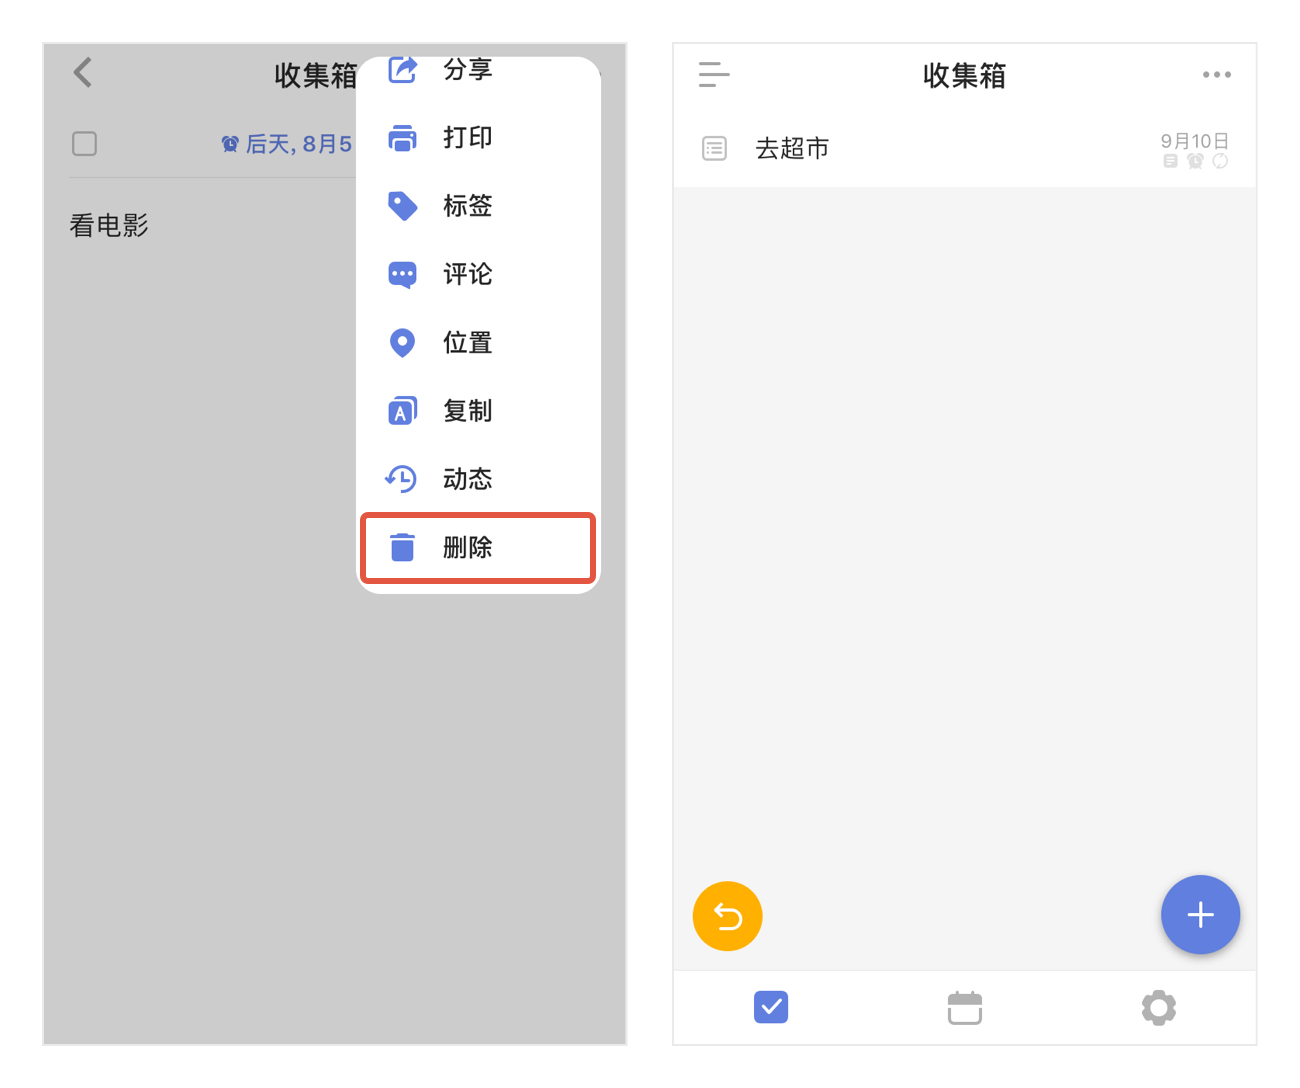 收集箱
后天, 8月5
看电影
分享
打印
标签
评论
位置
复制
动态
删除
收集箱
去超市
9月10日